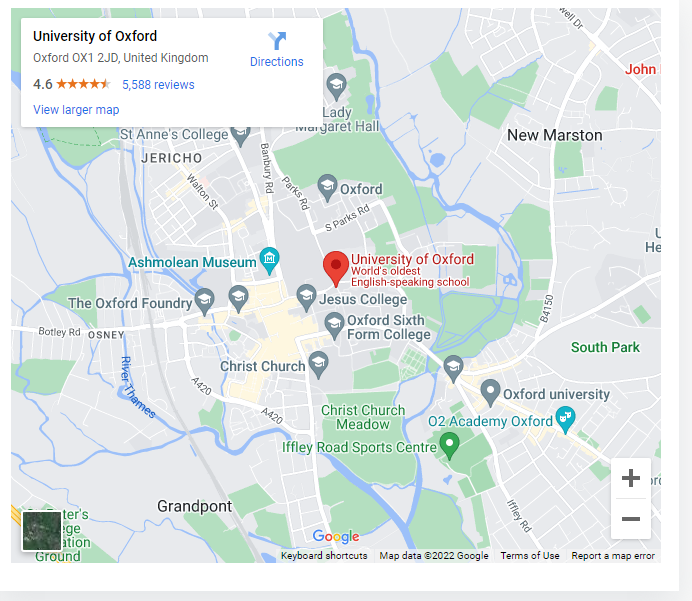 University of Oxford
Oxford OX1 2JD, United Kingdom
Directions
4.6
5,588 reviews
View larger map
well Dr
John
Lady
Margaret Hall
St Anne's College
New Marston
JERICHO
Banbury Rd
Walton St
Parks Rd
Oxford
S Parks Rd
Ashmolean Museum
University of Oxford
World's oldest
English-speaking school
The Oxford Foundry
Jesus College
B4150
Botley Rd
OSNEY
Oxford Sixth
Form College
South Park
River Thames
Christ Church
A420
Oxford university
A420
Christ Church
Meadow
O2 Academy Oxford
Iffley Road Sports Centre
Iffley Rd
Grandpont
ter's
ege
ation
Ground
Google
Keyboard shortcuts
Map data ©2022 Google
Terms of Use
Report a map error